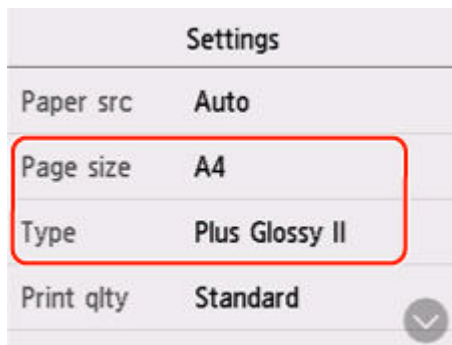 Settings
Paper src Auto
Page size A4
Type Plus Glossy II
Print qlty Standard